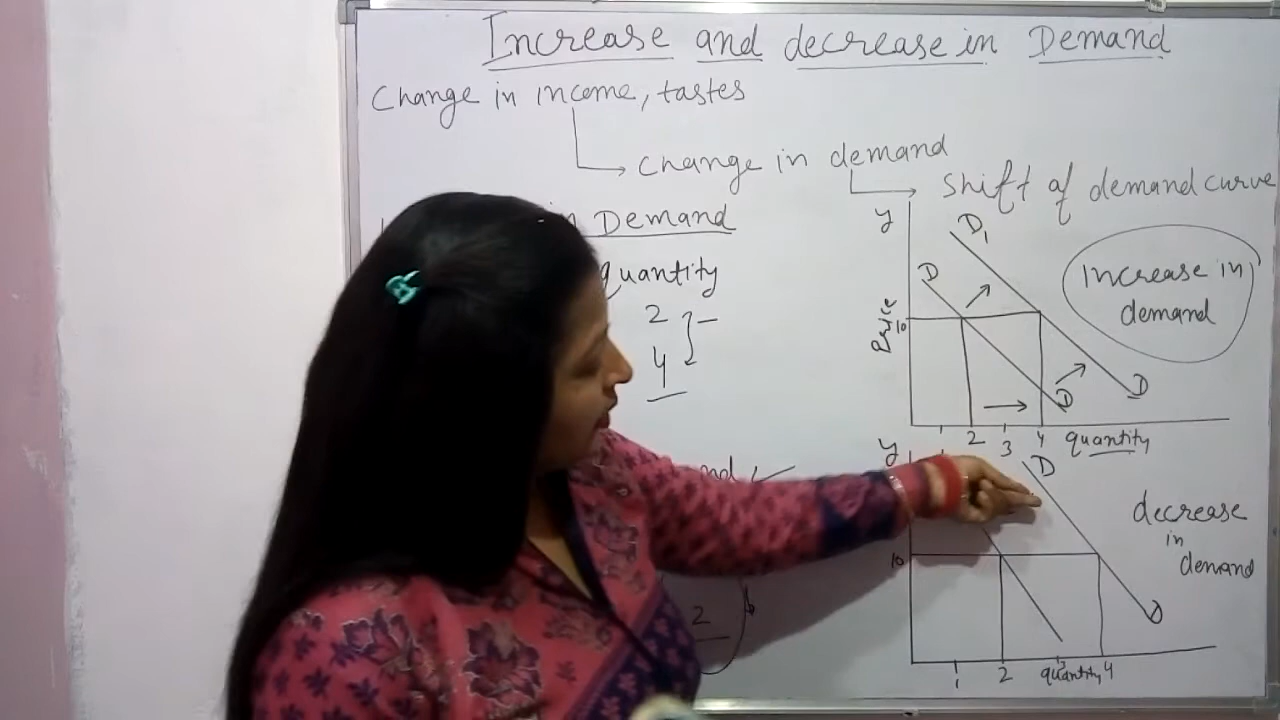 Increase and decrease in Demand
Change in income, tastes
Change in demand
Shift of demand curve
in Demand
quantity
2
4
2
y
D1
D
Price
10
Increase in
demand
D
D
2
3
4
quantity
y
D
10
decrease
in
demand
D
1
2
3
quantity
4